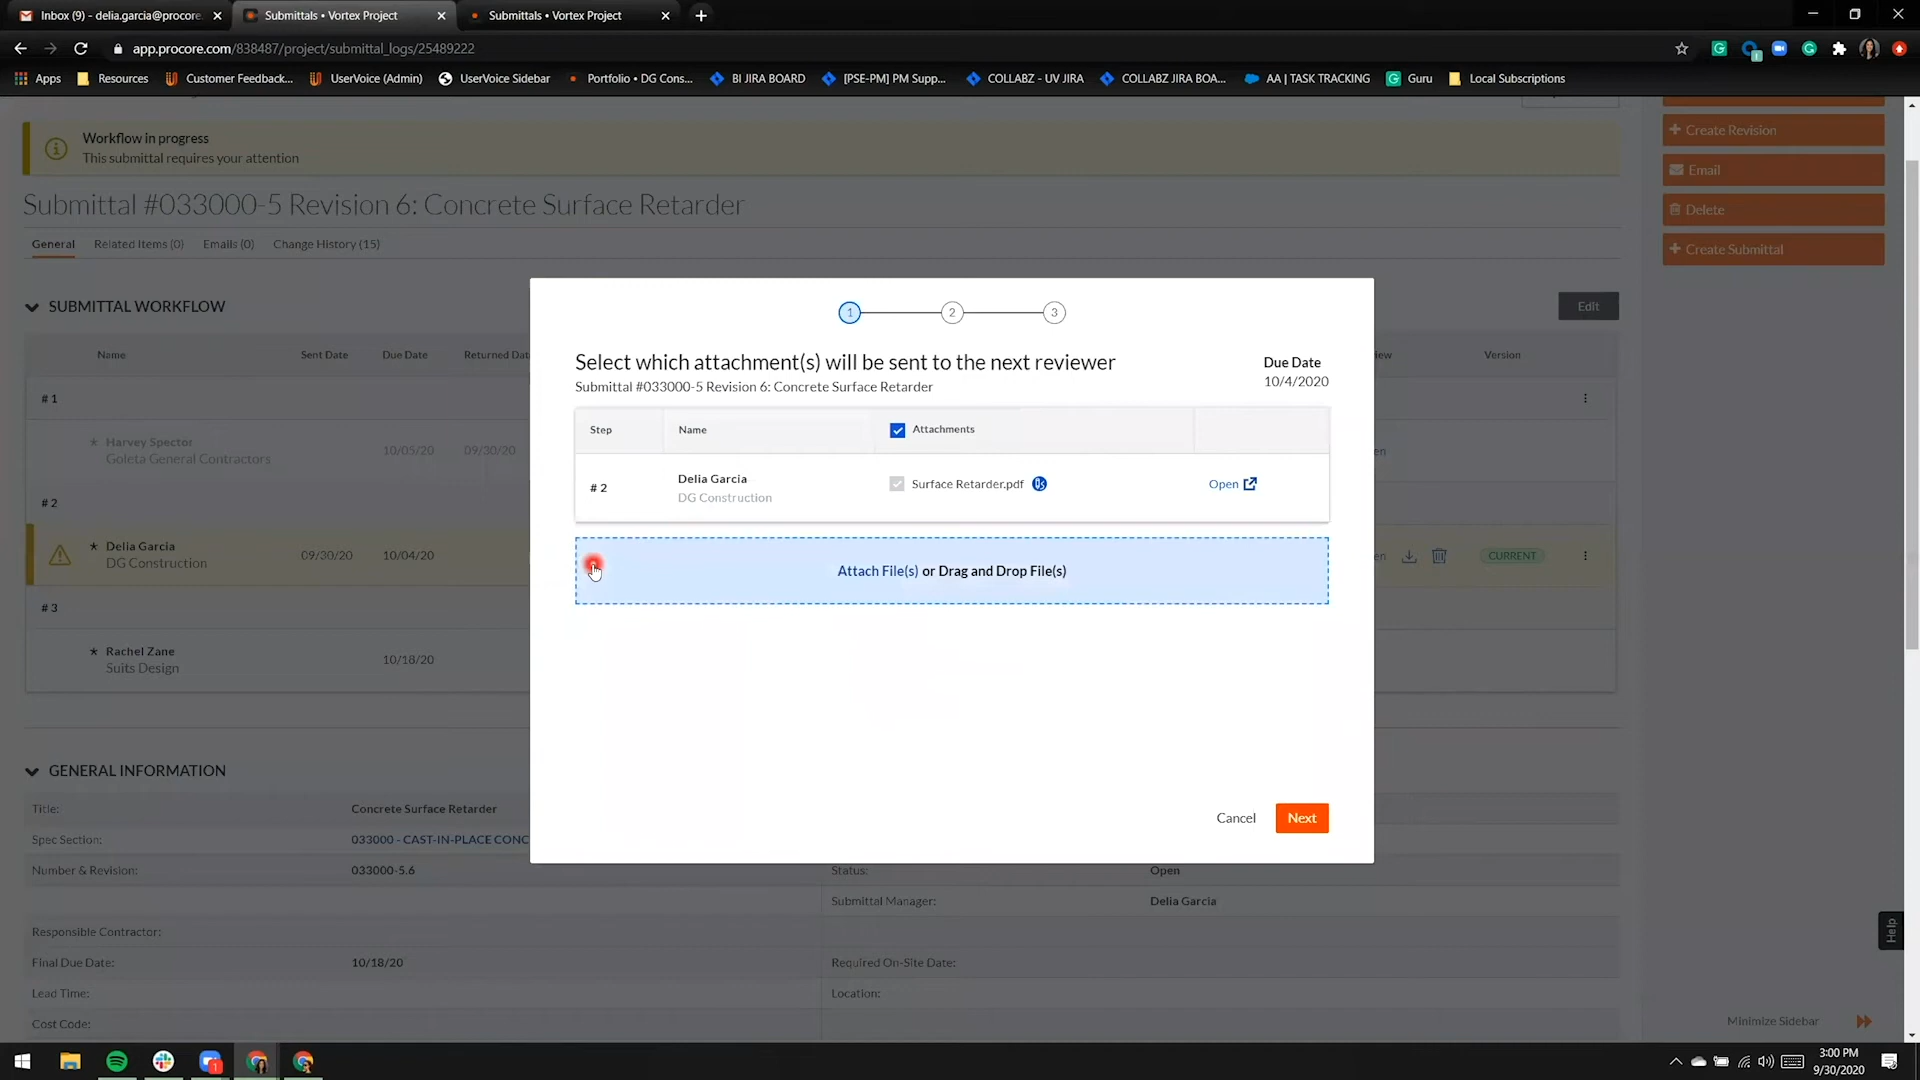 Inbox (9) - delia.garcia@procore.
Submittals • Vortex Project
Submittals • Vortex Project
app.procore.com/838487/project/submittal_logs/25489222
Apps
Resources
Customer Feedback...
UserVoice (Admin)
UserVoice Sidebar
Portfolio • DG Cons...
BI JIRA BOARD
[PSE-PM] PM Supp...
COLLABZ - UV JIRA
COLLABZ JIRA BOA...
AA | TASK TRACKING
Guru
Local Subscriptions
Workflow in progress
This submittal requires your attention
Create Revision
Email
Delete
Create Submittal
Submittal #033000-5 Revision 6: Concrete Surface Retarder
General
Related Items (0)
Emails (0)
Change History (15)
SUBMITTAL WORKFLOW
Edit
Name
Sent Date
Due Date
Returned Dat
iew
Version
# 1
* Harvey Spector
Goleta General Contractors
10/05/20
09/30/20
en
# 2
* Delia Garcia
DG Construction
09/30/20
10/04/20
en
CURRENT
# 3
* Rachel Zane
Suits Design
10/18/20
1
2
3
Select which attachment(s) will be sent to the next reviewer
Submittal #033000-5 Revision 6: Concrete Surface Retarder
Due Date
10/4/2020
Step
Name
Attachments
# 2
Delia Garcia
DG Construction
Surface Retarder.pdf
Open
Attach File(s) or Drag and Drop File(s)
Cancel
Next
GENERAL INFORMATION
Title:
Concrete Surface Retarder
Spec Section:
033000 - CAST-IN-PLACE CONC
Number & Revision:
033000-5.6
Status:
Open
Submittal Manager:
Delia Garcia
Responsible Contractor:
Final Due Date:
10/18/20
Required On-Site Date:
Lead Time:
Location:
Cost Code:
Help
Minimize Sidebar
3:00 PM
9/30/2020